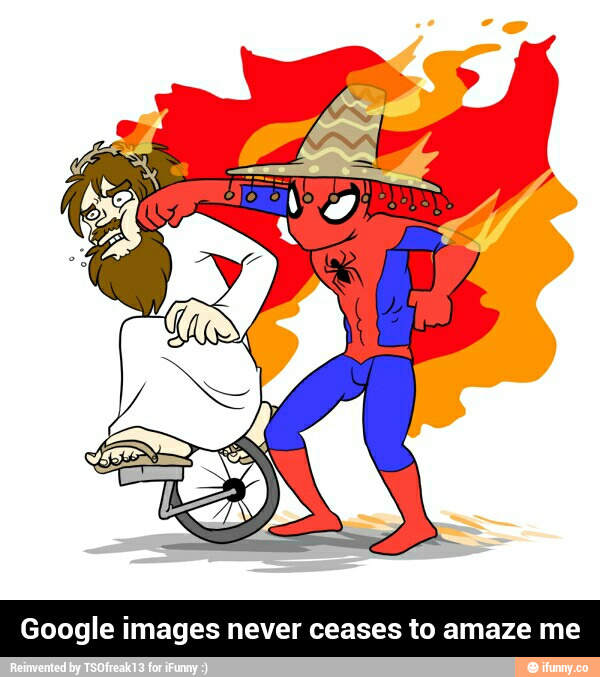 Google images never ceases to amaze me
Reinvented by TSOfreak13 for iFunny :)
ifunny.co